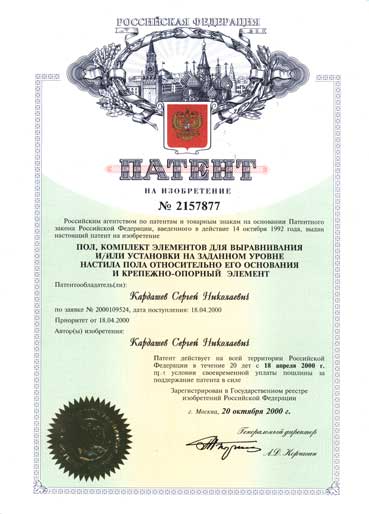 РОССИЙСКАЯ ФЕДЕРАЦИЯ
ПАТЕНТ
НА ИЗОБРЕТЕНИЕ
№ 2157877
Российским агентством по патентам и товарным знакам на основании Патентного
закона Российской Федерации, введенного в действие 14 октября 1992 года, выдан
настоящий патент на изобретение
ПОЛ, КОМПЛЕКТ ЭЛЕМЕНТОВ ДЛЯ ВЫРАВНИВАНИЯ
И/ИЛИ УСТАНОВКИ НА ЗАДАННОМ УРОВНЕ
НАСТИЛА ПОЛА ОТНОСИТЕЛЬНО ЕГО ОСНОВАНИЯ
И КРЕПЕЖНО-ОПОРНЫЙ ЭЛЕМЕНТ
Патентообладатель(ли):
Кардашев Сергей Николаевич
по заявке № 2000109524, дата поступления: 18.04.2000
Приоритет от 18.04.2000
Автор(ы) изобретения:
Кардашев Сергей Николаевич
Патент действует на всей территории Российской
Федерации в течение 20 лет с 18 апреля 2000 г.
при условии своевременной уплаты пошлины за
поддержание патента в силе
Зарегистрирован в Государственном реестре
изобретений Российской Федерации
г. Москва, 20 октября 2000 г.
Генеральный директор
А.Д. Корчагин